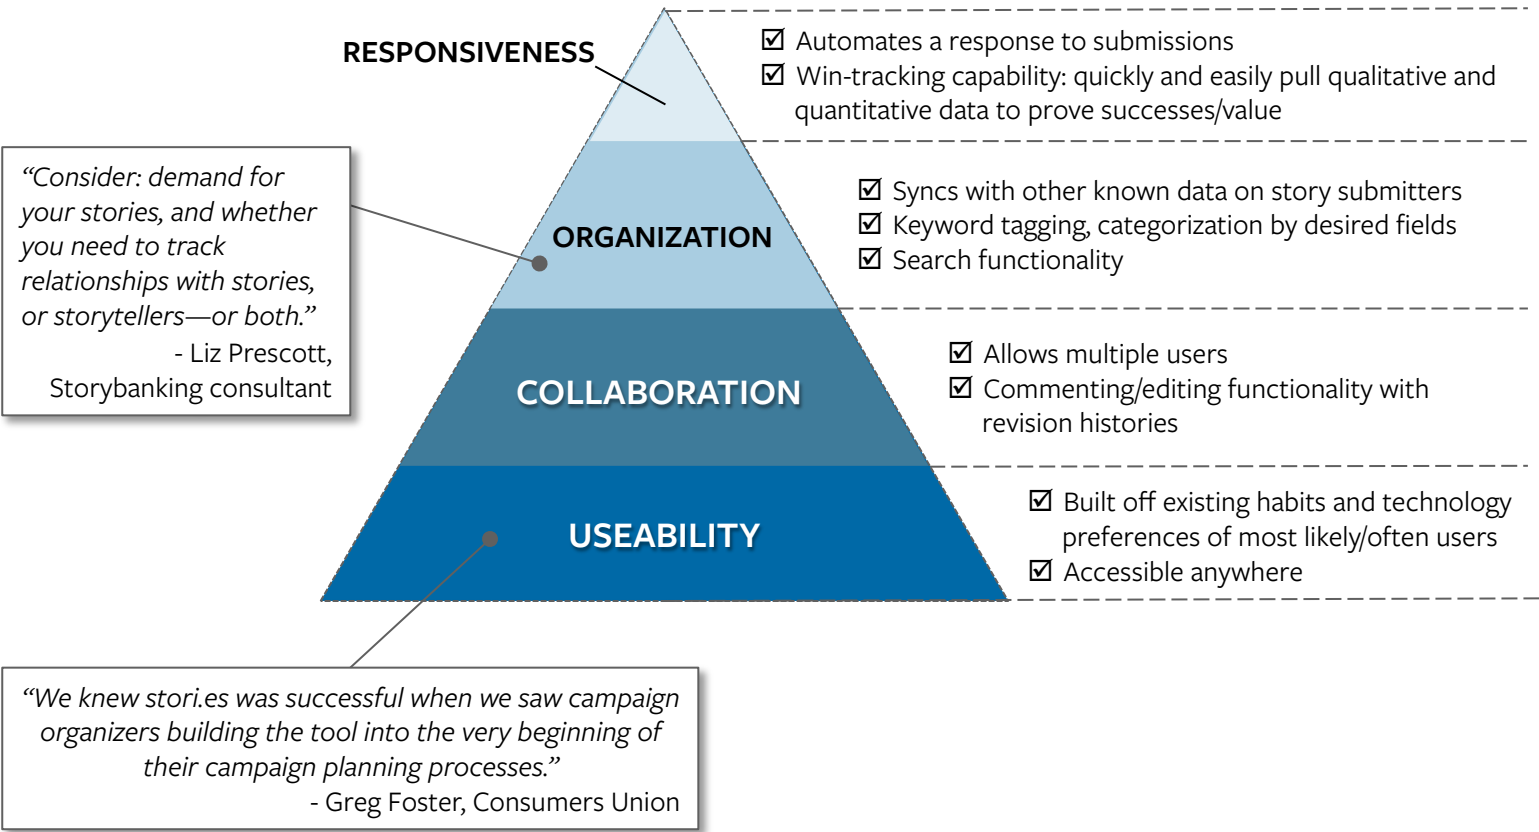 RESPONSIVENESS
☑ Automates a response to submissions
☑ Win-tracking capability: quickly and easily pull qualitative and
quantitative data to prove successes/value
“Consider: demand for
your stories, and whether
you need to track
relationships with stories,
or storytellers—or both.”
- Liz Prescott,
Storybanking consultant
ORGANIZATION
☑ Syncs with other known data on story submitters
☑ Keyword tagging, categorization by desired fields
☑ Search functionality
COLLABORATION
☑ Allows multiple users
☑ Commenting/editing functionality with
revision histories
USEABILITY
☑ Built off existing habits and technology
preferences of most likely/often users
☑ Accessible anywhere
“We knew stori.es was successful when we saw campaign
organizers building the tool into the very beginning of
their campaign planning processes.”
- Greg Foster, Consumers Union